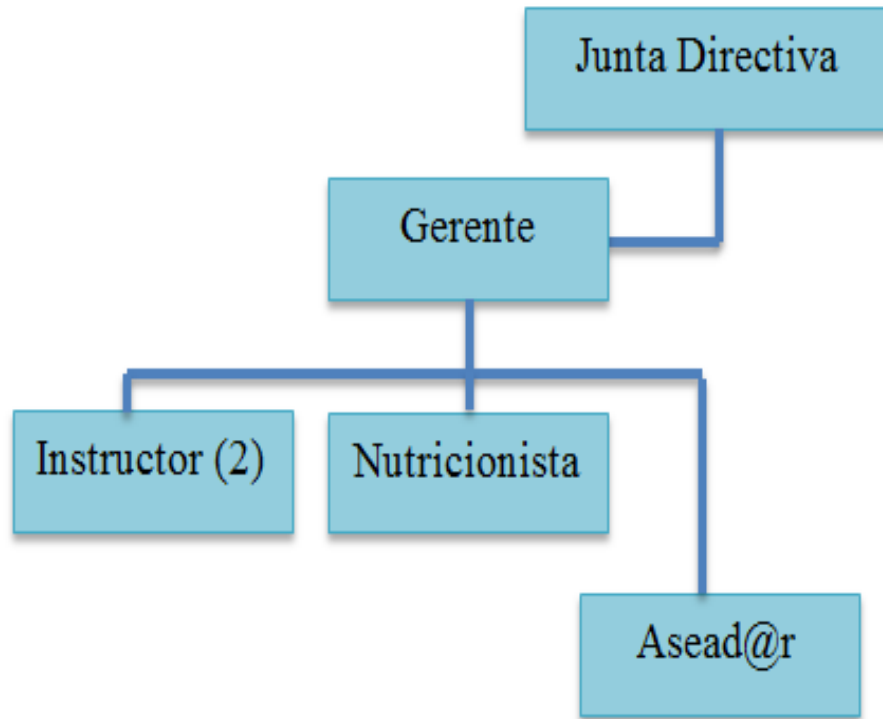 Junta Directiva
Gerente
Instructor (2)
Nutricionista
Asead@r